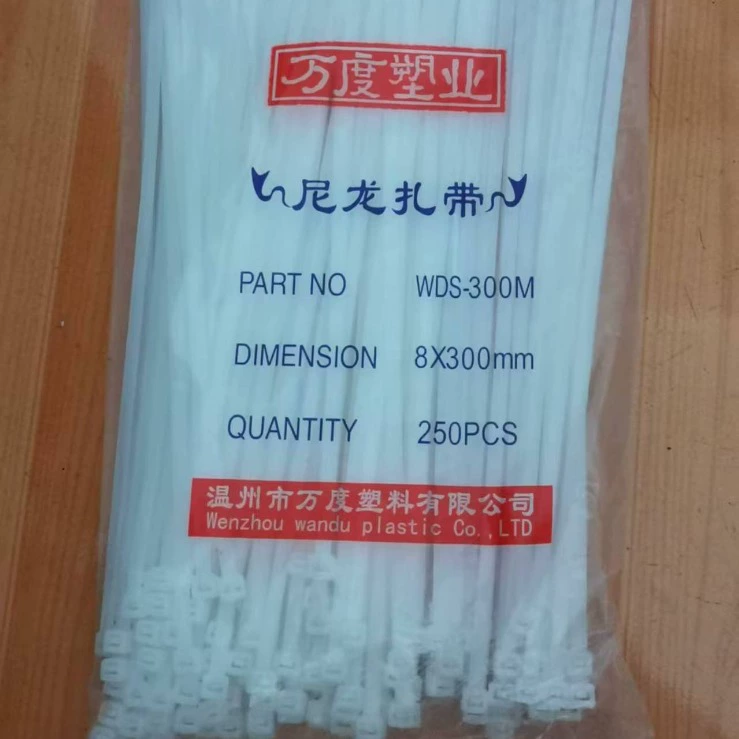 万度塑业
尼龙扎带
PART NO WDS-300M
DIMENSION 8X300mm
QUANTITY 250PCS
温州市万度塑料有限公司
Wenzhou wandu plastic Co.,LTD